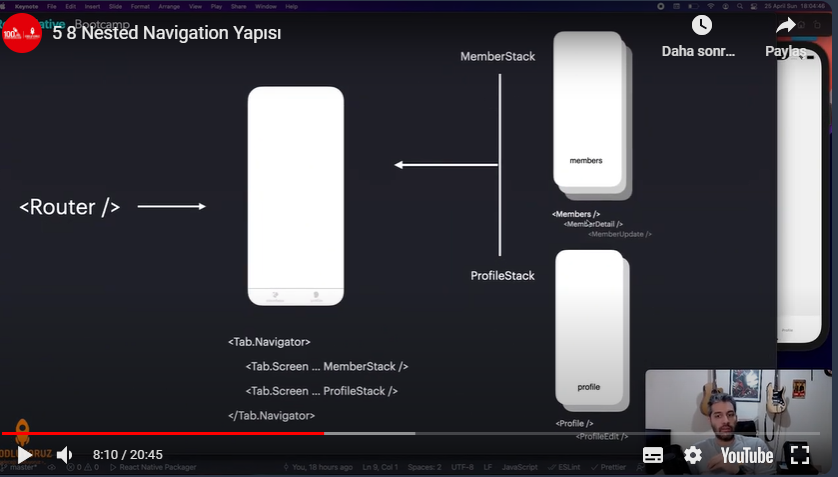 Keynote File Edit Insert Slide Format Arrange View Play Share Window Help
25 April Sun 18:04:46
Bootcamp
5 8 Nested Navigation Yapısı
Daha sonr...
Paylaş
MemberStack
members
<Router />
<Members />
<MemberDetail />
<MemberUpdate />
ProfileStack
profile
<Tab.Navigator>
<Tab.Screen ... MemberStack />
<Tab.Screen ... ProfileStack />
</Tab.Navigator>
<Profile />
<ProfileEdit />
Profile
8:10 / 20:45
YouTube
master*
0
0
React Native Packager
You, 18 hours ago
Ln 9, Col 1
Spaces: 2
UTF-8
LF
JavaScript
ESLint
Prettier